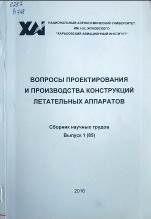 ХАІ
НАЦИОНАЛЬНЫЙ АЭРОКОСМИЧЕСКИЙ УНИВЕРСИТЕТ
ИМ. Н.Е. ЖУКОВСКОГО
"ХАРЬКОВСКИЙ АВИАЦИОННЫЙ ИНСТИТУТ"
ВОПРОСЫ ПРОЕКТИРОВАНИЯ
И ПРОИЗВОДСТВА КОНСТРУКЦИЙ
ЛЕТАТЕЛЬНЫХ АППАРАТОВ
Сборник научных трудов
Выпуск 1 (85)
2016